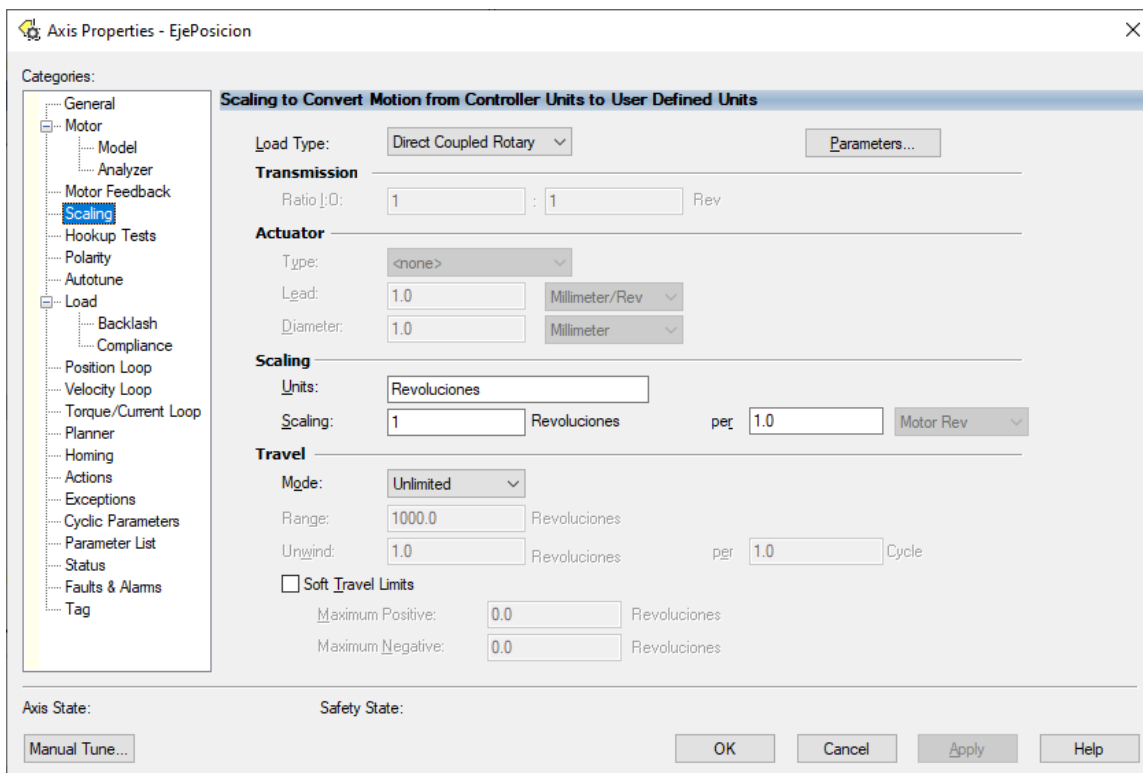 Axis Properties - EjePosicion
Categories:
General
Motor
Model
Analyzer
Motor Feedback
Scaling
Hookup Tests
Polarity
Autotune
Load
Backlash
Compliance
Position Loop
Velocity Loop
Torque/Current Loop
Planner
Homing
Actions
Exceptions
Cyclic Parameters
Parameter List
Status
Faults & Alarms
Tag
Scaling to Convert Motion from Controller Units to User Defined Units
Load Type: Direct Coupled Rotary Parameters...
Transmission
Ratio I:O: 1 : 1 Rev
Actuator
Type: <none>
Lead: 1.0 Millimeter/Rev
Diameter: 1.0 Millimeter
Scaling
Units: Revoluciones
Scaling: 1 Revoluciones per 1.0 Motor Rev
Travel
Mode: Unlimited
Range: 1000.0 Revoluciones
Unwind: 1.0 Revoluciones per 1.0 Cycle
Soft Travel Limits
Maximum Positive: 0.0 Revoluciones
Maximum Negative: 0.0 Revoluciones
Axis State: Safety State:
Manual Tune... OK Cancel Apply Help